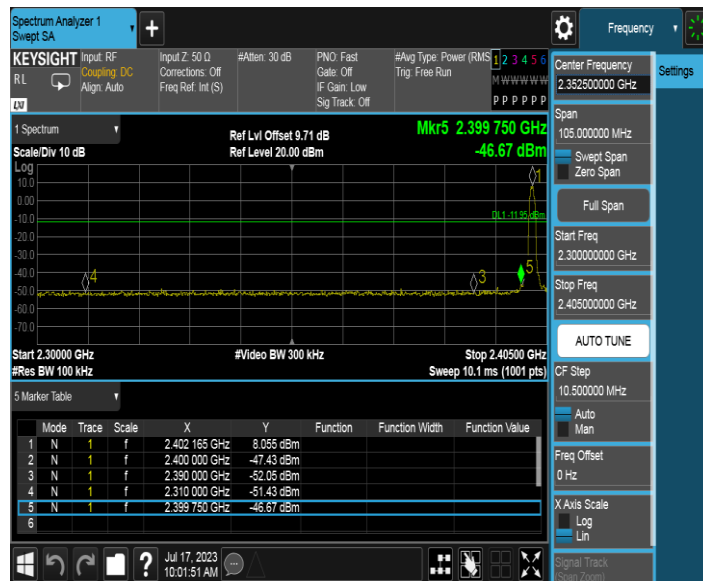 Spectrum Analyzer 1
Swept SA
+
Frequency
KEYSIGHT
RL
LXI
Input: RF
Coupling: DC
Align: Auto
Input Z: 50 Ω
Corrections: Off
Freq Ref: Int (S)
#Atten: 30 dB
PNO: Fast
Gate: Off
IF Gain: Low
Sig Track: Off
#Avg Type: Power (RMS
Trig: Free Run
1 2 3 4 5 6
M W W W W W
P P P P P P
Center Frequency
2.352500000 GHz
Settings
Span
105.000000 MHz
Swept Span
Zero Span
Full Span
Start Freq
2.300000000 GHz
Stop Freq
2.405000000 GHz
AUTO TUNE
CF Step
10.500000 MHz
Auto
Man
Freq Offset
0 Hz
X Axis Scale
Log
Lin
Signal Track
(Span Zoom)
1 Spectrum
Scale/Div 10 dB
Ref Lvl Offset 9.71 dB
Ref Level 20.00 dBm
Mkr5 2.399 750 GHz
-46.67 dBm
Log
10.0
0.00
-10.0
-20.0
-30.0
-40.0
-50.0
-60.0
-70.0
1
DL1 -11.95 dBm
4
3
5
Start 2.30000 GHz
#Res BW 100 kHz
#Video BW 300 kHz
Stop 2.40500 GHz
Sweep 10.1 ms (1001 pts)
5 Marker Table
Mode Trace Scale X Y Function Function Width Function Value
1 N 1 f 2.402 165 GHz 8.055 dBm
2 N 1 f 2.400 000 GHz -47.43 dBm
3 N 1 f 2.390 000 GHz -52.05 dBm
4 N 1 f 2.310 000 GHz -51.43 dBm
5 N 1 f 2.399 750 GHz -46.67 dBm
6
?
Jul 17, 2023
10:01:51 AM